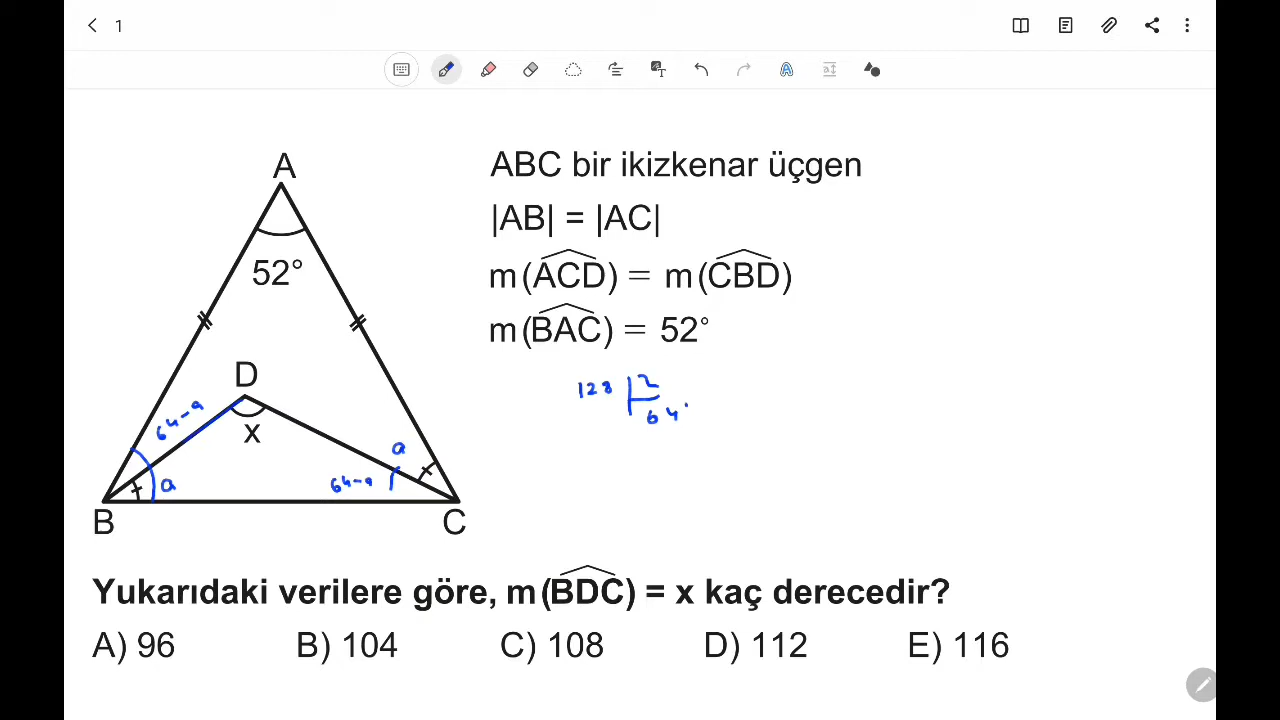 1
A
ABC bir ikizkenar üçgen
|AB| = |AC|
52°
m(ACD) = m(CBD)
m(BAC) = 52°
D
128 2
64
64-a
x
a
a
64-a
B
C
Yukarıdaki verilere göre, m(BDC) = x kaç derecedir?
A) 96 B) 104 C) 108 D) 112 E) 116